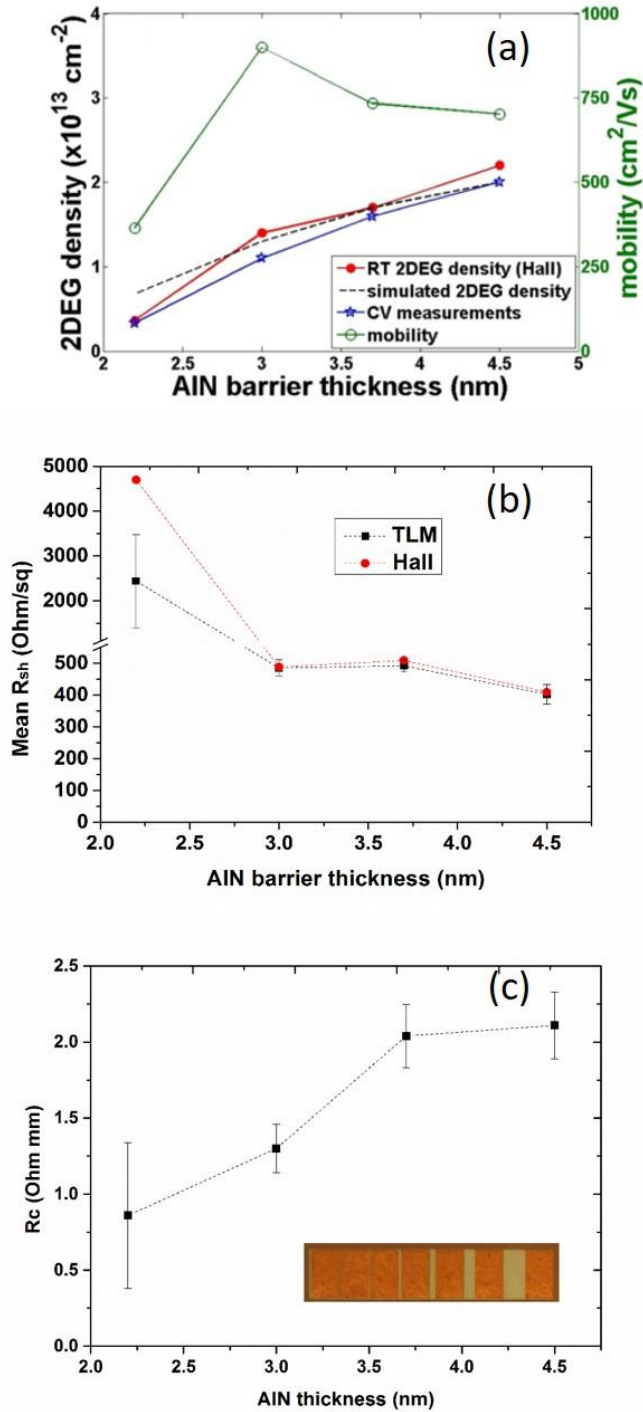 (a)
2DEG density (x10¹³ cm⁻²)
4
3
2
1
0
1000
750
500
250
0
mobility (cm²/Vs)
RT 2DEG density (Hall)
simulated 2DEG density
CV measurements
mobility
2 2.5 3 3.5 4 4.5 5
AlN barrier thickness (nm)
(b)
Mean Rsh (Ohm/sq)
5000
4000
3000
2000
500
400
300
200
100
0
TLM
Hall
2.0 2.5 3.0 3.5 4.0 4.5
AlN barrier thickness (nm)
(c)
Rc (Ohm mm)
2.5
2.0
1.5
1.0
0.5
0.0
2.0 2.5 3.0 3.5 4.0 4.5
AlN thickness (nm)